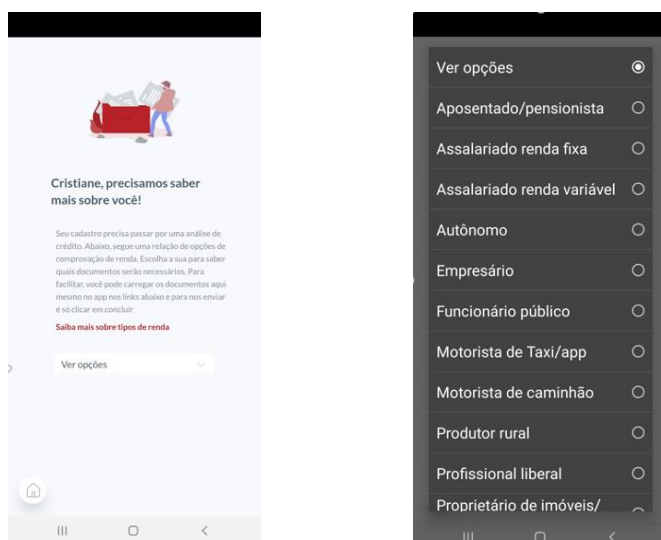 Cristiane, precisamos saber
mais sobre você!
Seu cadastro precisa passar por uma análise de
crédito. Abaixo, segue uma relação de opções de
comprovação de renda. Escolha a sua para saber
quais documentos serão necessários. Para
facilitar, você pode carregar os documentos aqui
mesmo no app nos links abaixo e para nos enviar
é só clicar em concluir
Saiba mais sobre tipos de renda
Ver opções
Ver opções
Aposentado/pensionista
Assalariado renda fixa
Assalariado renda variável
Autônomo
Empresário
Funcionário público
Motorista de Taxi/app
Motorista de caminhão
Produtor rural
Profissional liberal
Proprietário de imóveis/